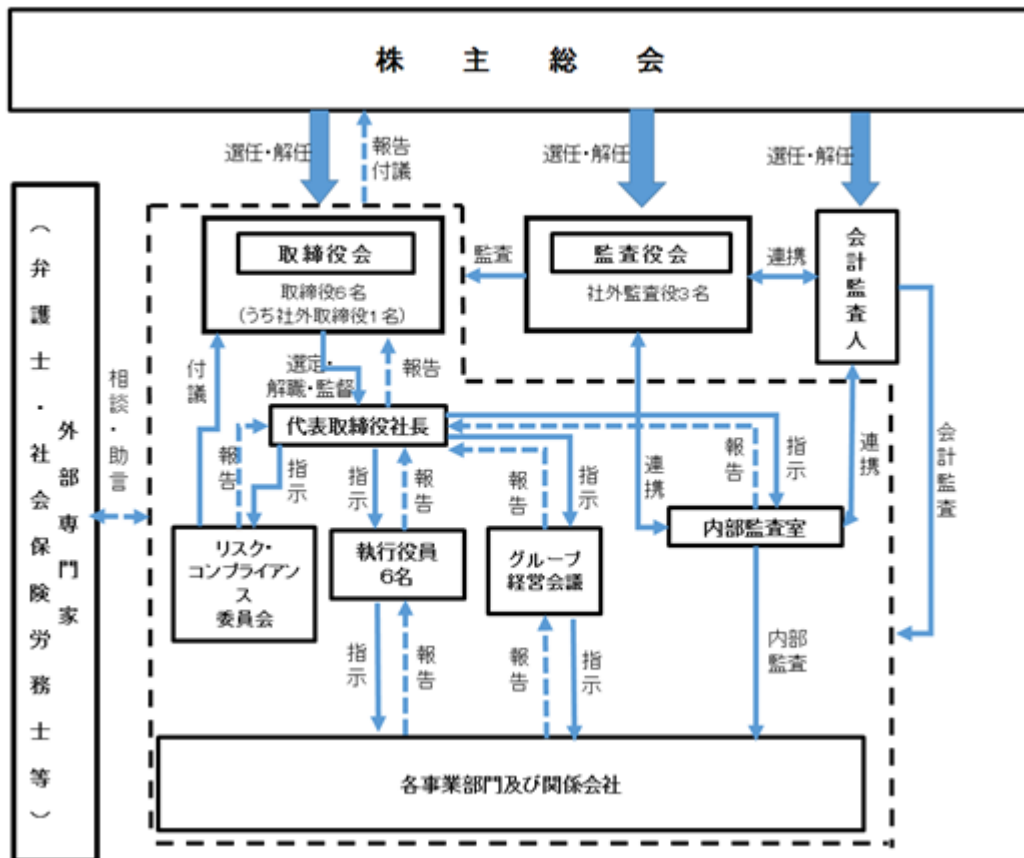 株主総会
選任・解任
報告
付議
選任・解任
選任・解任
取締役会
取締役6名
(うち社外取締役1名)
監査
監査役会
社外監査役3名
連携
会計監査人
外部専門家
(弁護士・社会保険労務士等)
相談・助言
付議
選定・
解職・監督
報告
代表取締役社長
報告
指示
指示
報告
報告
指示
連携
報告
指示
連携
会計監査
リスク・
コンプライアン
ス
委員会
執行役員
6名
グループ
経営会議
内部監査室
指示
報告
報告
指示
内部
監査
各事業部門及び関係会社